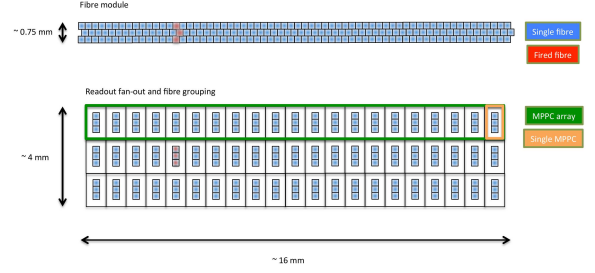 Fibre module
~ 0.75 mm
Single fibre
Fired fibre
Readout fan-out and fibre grouping
MPPC array
Single MPPC
~ 4 mm
~ 16 mm